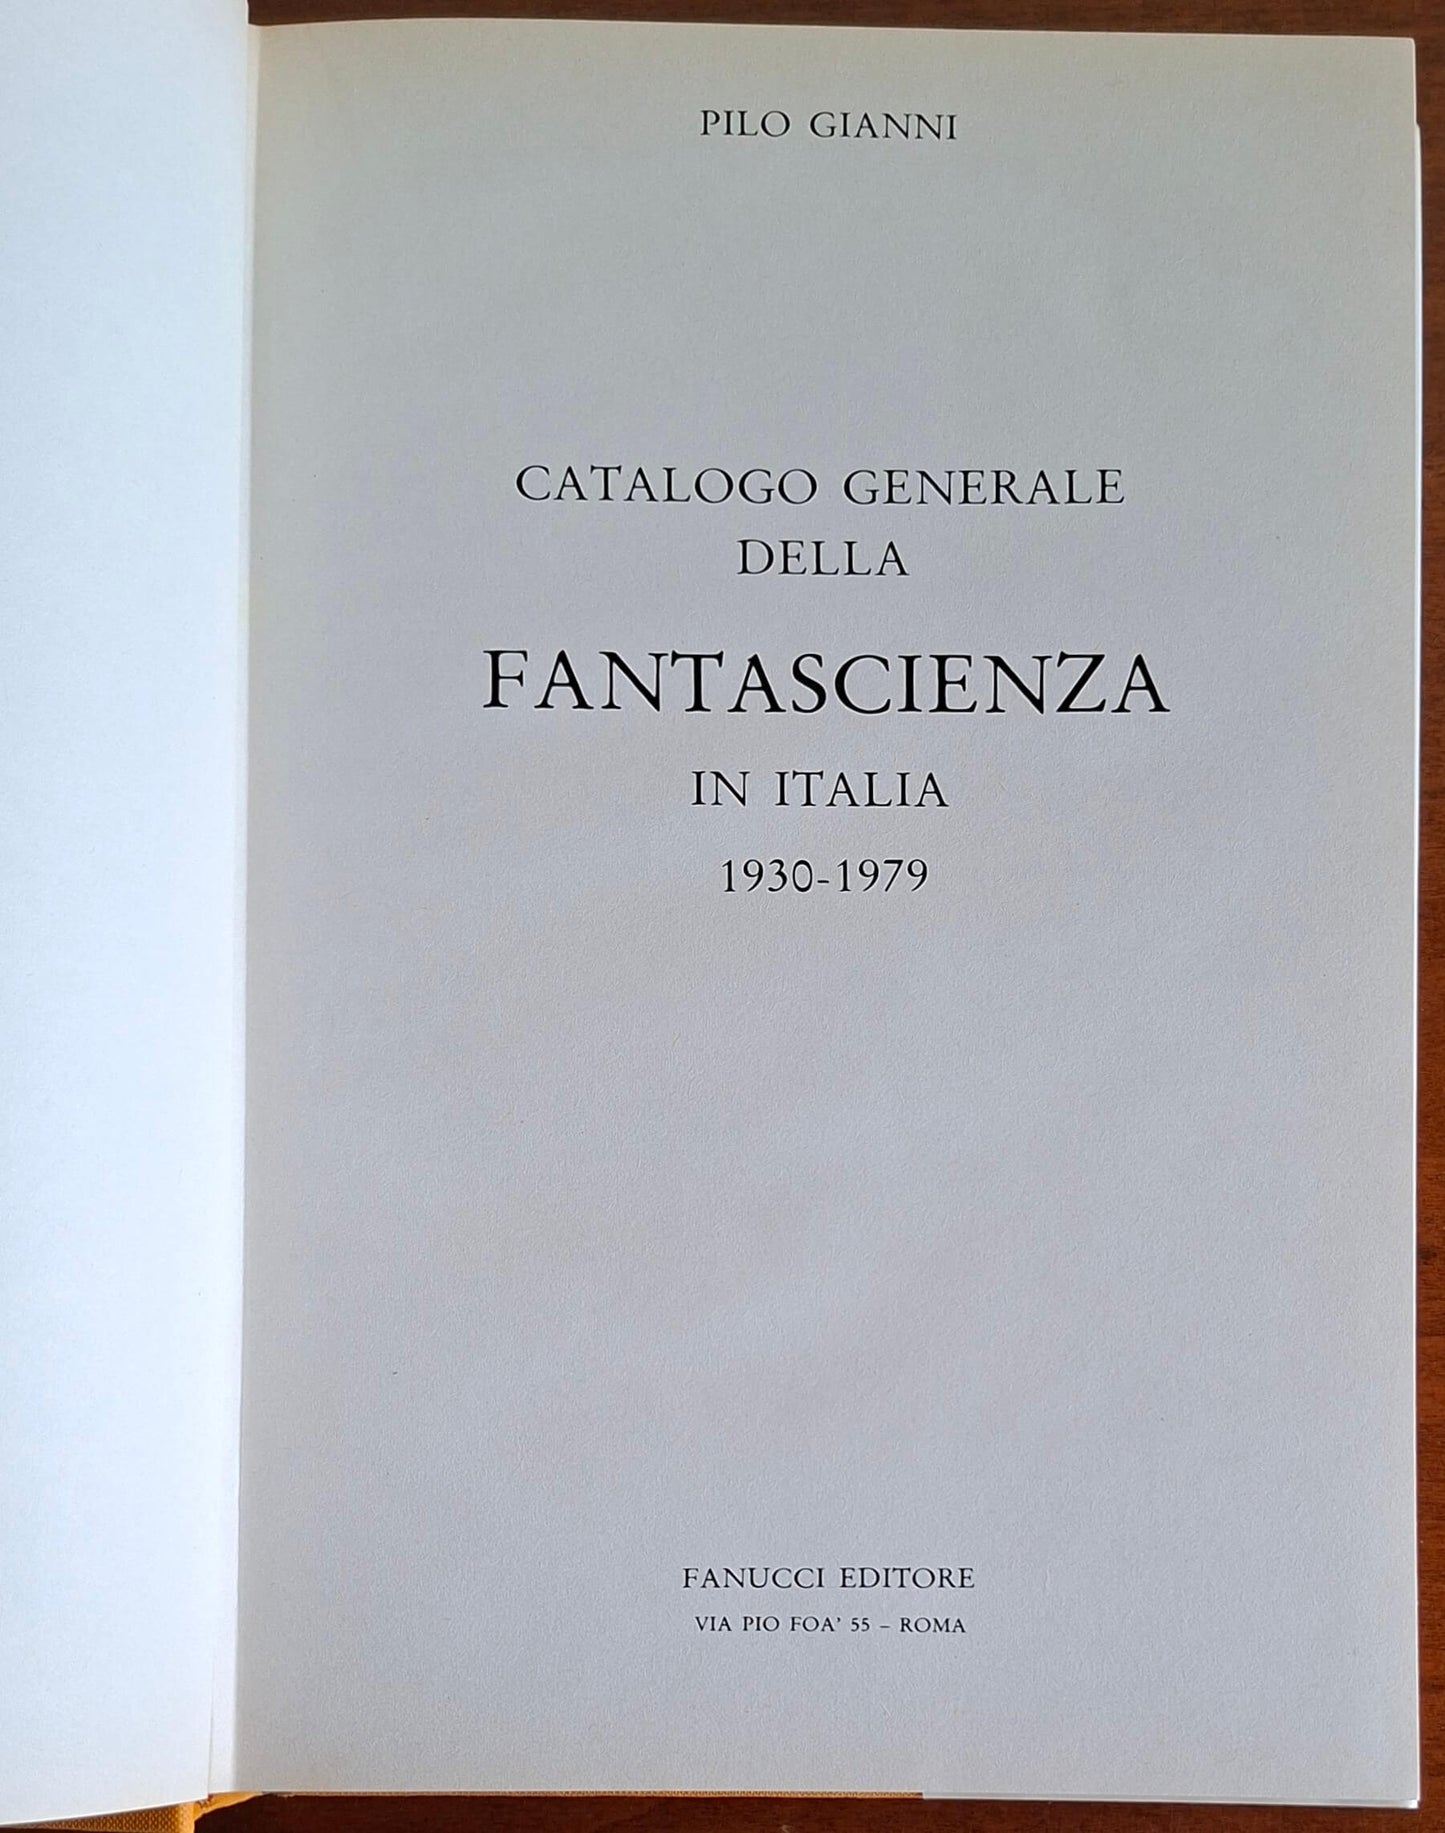 PILO GIANNI
CATALOGO GENERALE
DELLA
FANTASCIENZA
IN ITALIA
1930-1979
FANUCCI EDITORE
VIA PIO FOA' 55 – ROMA